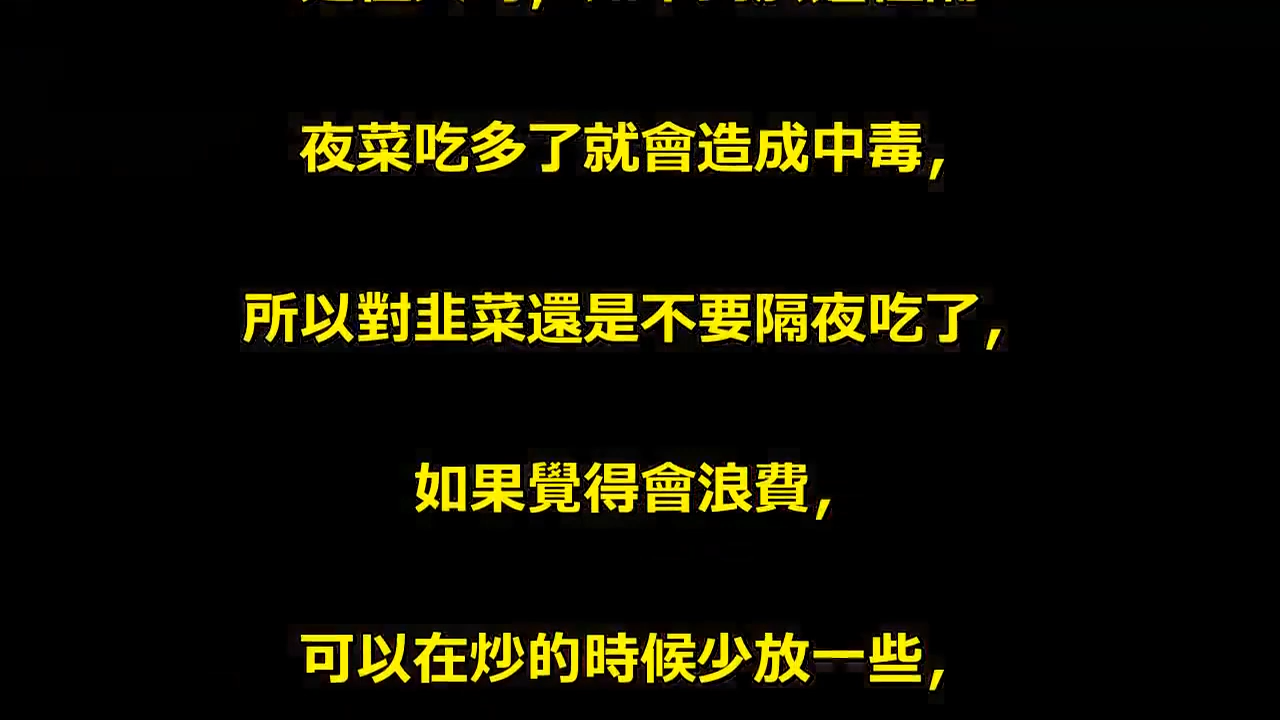 夜菜吃多了就會造成中毒,
所以對韭菜還是不要隔夜吃了,
如果覺得會浪費,
可以在炒的時候少放一些,